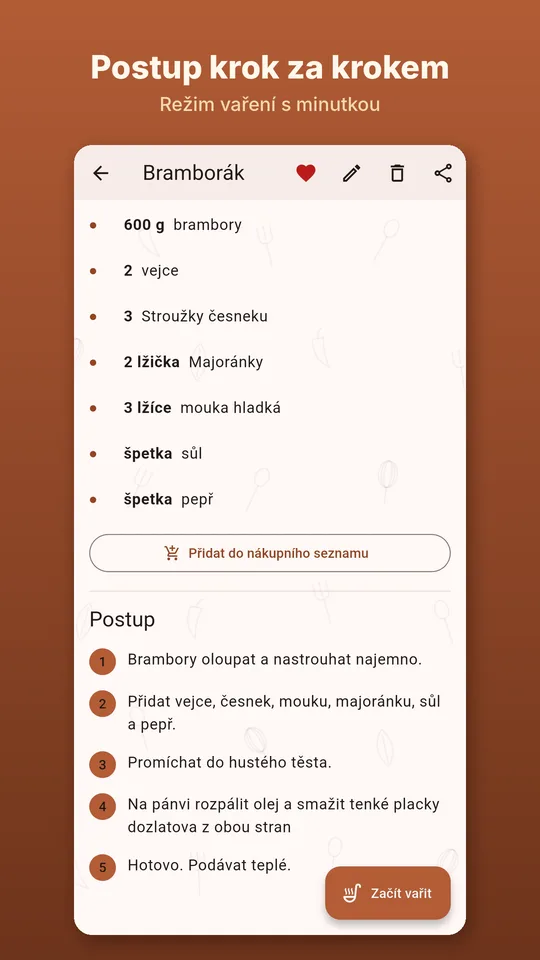 Postup krok za krokem
Režim vaření s minutkou
Bramborák
600 g brambory
2 vejce
3 Stroužky česneku
2 lžička Majoránky
3 lžíce mouka hladká
špetka sůl
špetka pepř
Přidat do nákupního seznamu
Postup
1 Brambory oloupat a nastrouhat najemno.
2 Přidat vejce, česnek, mouku, majoránku, sůl
a pepř.
3 Promíchat do hustého těsta.
4 Na pánvi rozpálit olej a smažit tenké placky
dozlatova z obou stran
5 Hotovo. Podávat teplé.
Začít vařit